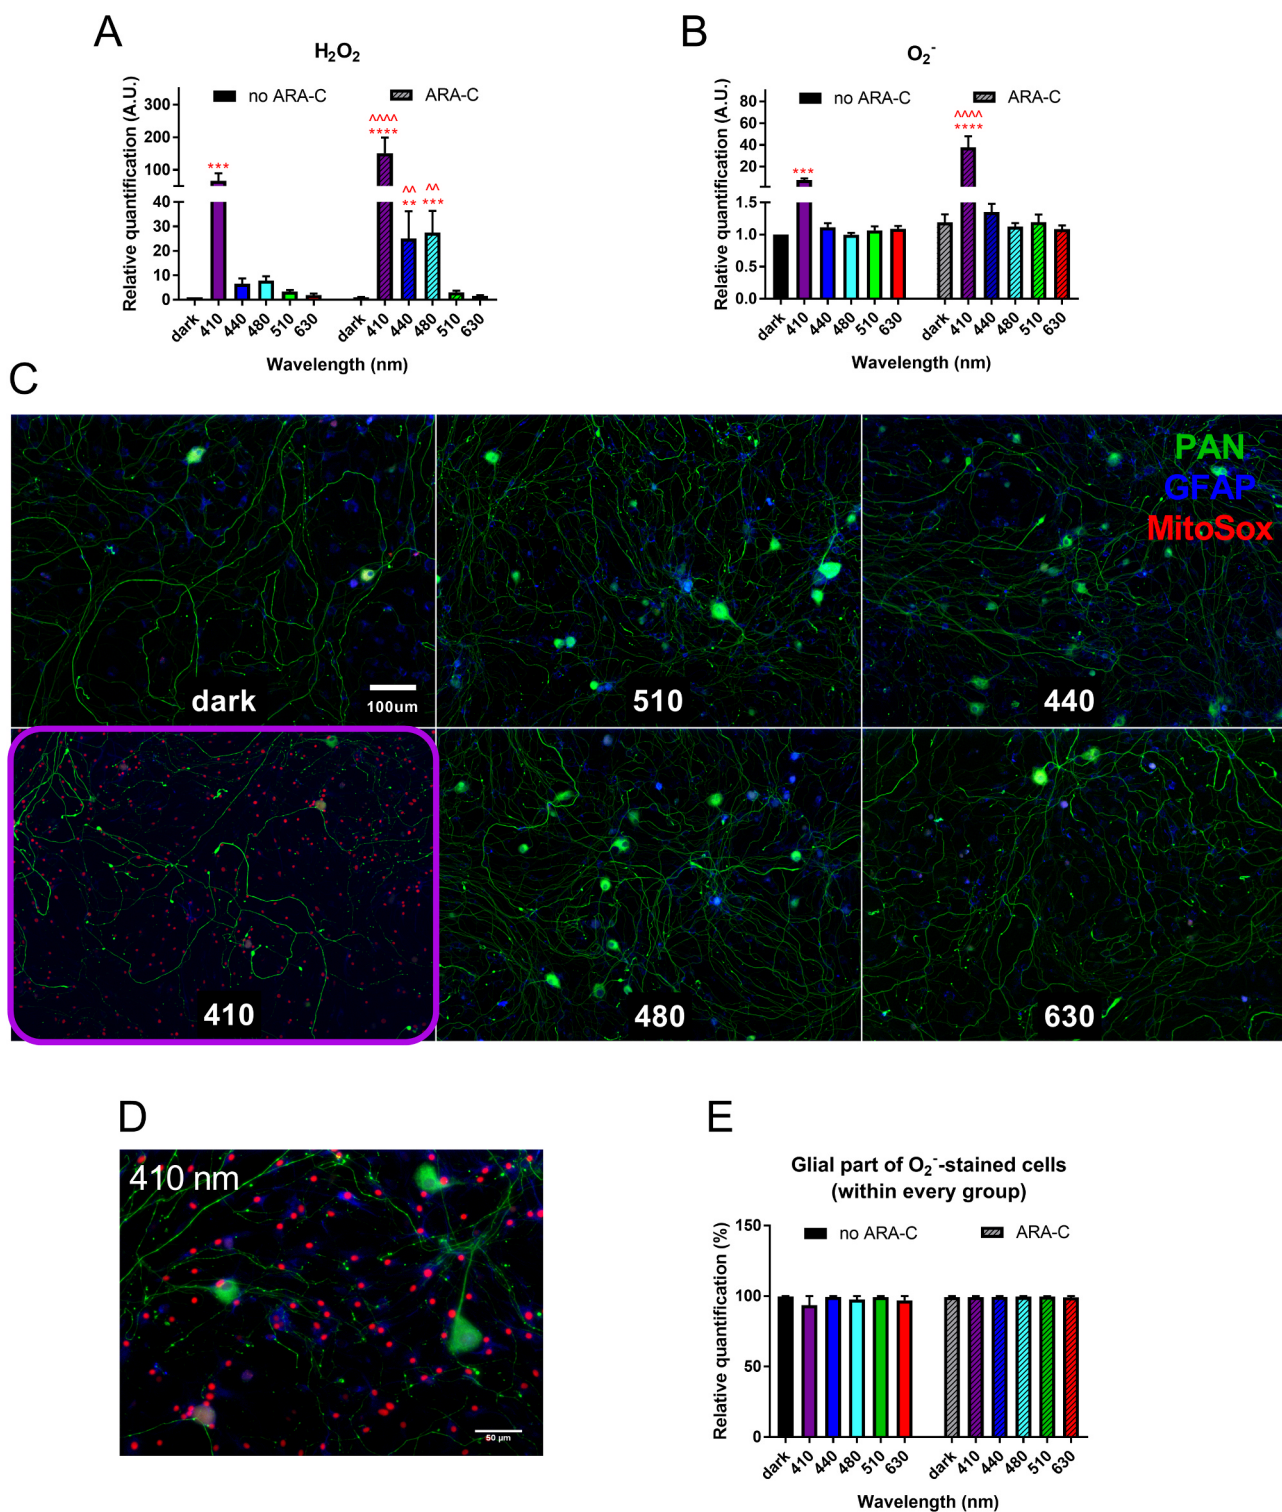 A
H₂O₂
no ARA-C
ARA-C
Relative quantification (A.U.)
300
200
100
40
30
20
10
0
***
^^^^
****
^^
**
^^
***
dark
410
440
480
510
630
dark
410
440
480
510
630
Wavelength (nm)
B
O₂⁻
no ARA-C
ARA-C
Relative quantification (A.U.)
80
60
40
20
1.5
1.0
0.5
0.0
***
^^^^
****
dark
410
440
480
510
630
dark
410
440
480
510
630
Wavelength (nm)
C
PAN
GFAP
MitoSox
dark
100um
510
440
410
480
630
D
410 nm
50 µm
E
Glial part of O₂⁻-stained cells
(within every group)
no ARA-C
ARA-C
Relative quantification (%)
150
100
50
0
dark
410
440
480
510
630
dark
410
440
480
510
630
Wavelength (nm)